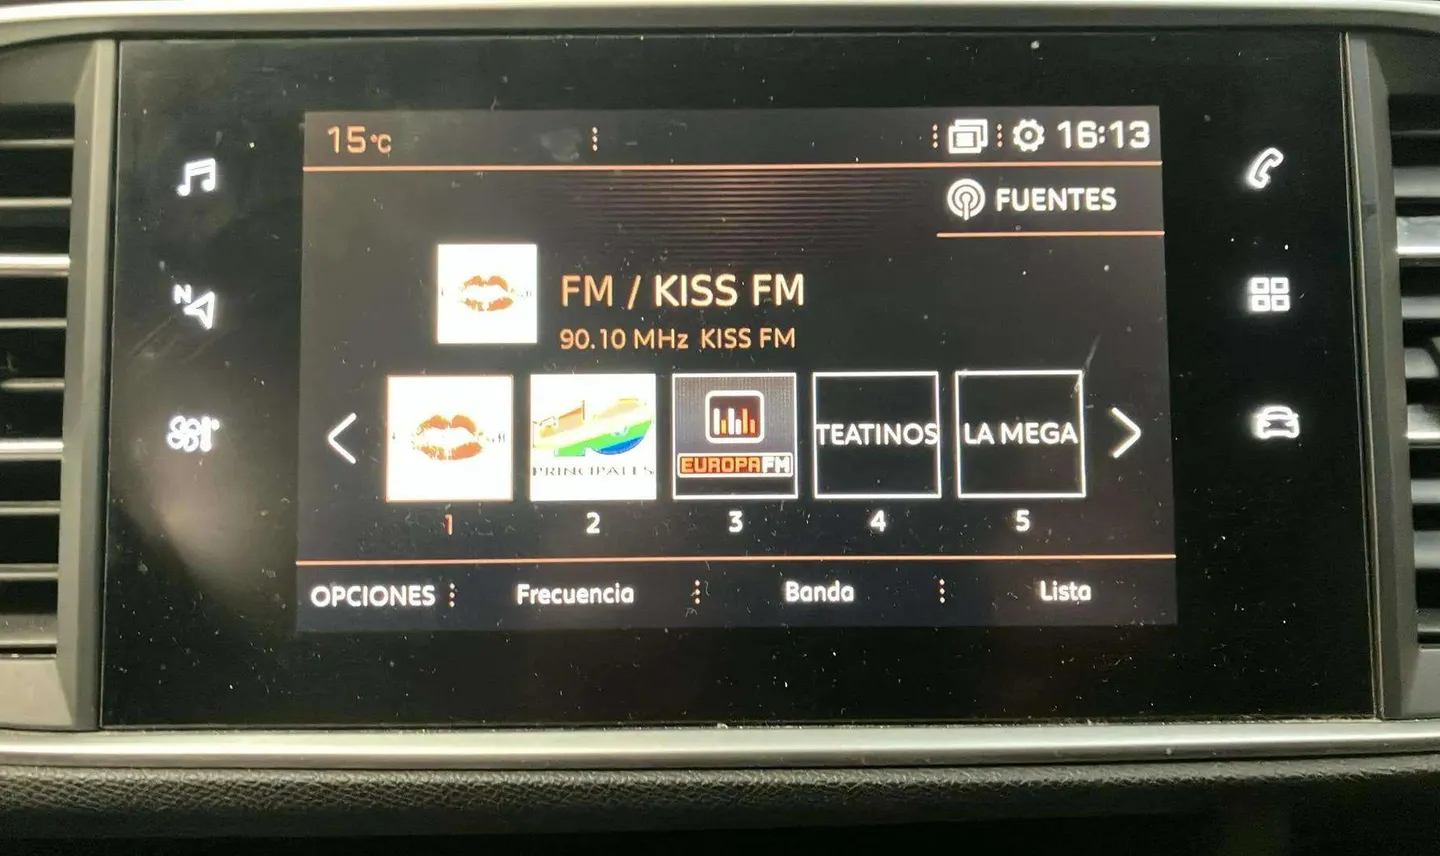 15°C
16:13
FUENTES
N
FM / KISS FM
90.10 MHz KISS FM
PRINCIPALES
EUROPA FM
TEATINOS
LA MEGA
1
2
3
4
5
OPCIONES
Frecuencia
Banda
Lista